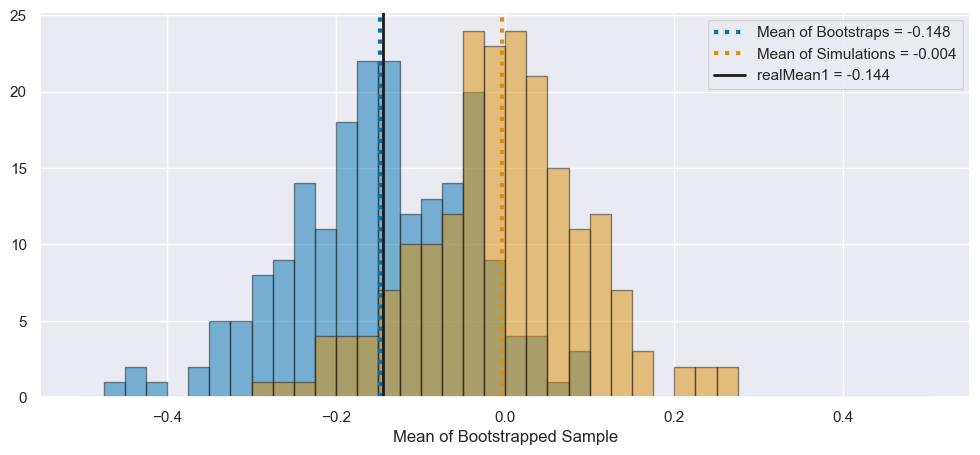 25
20
15
10
5
0
−0.4
−0.2
0.0
0.2
0.4
Mean of Bootstrapped Sample
Mean of Bootstraps = -0.148
Mean of Simulations = -0.004
realMean1 = -0.144